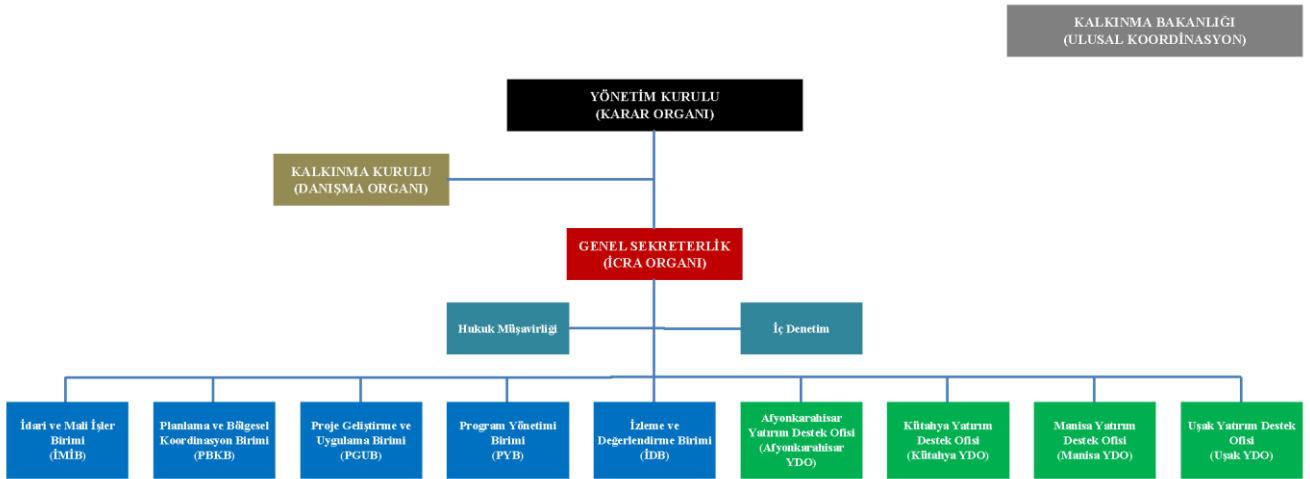 KALKINMA BAKANLIĞI
(ULUSAL KOORDİNASYON)
YÖNETİM KURULU
(KARAR ORGANI)
KALKINMA KURULU
(DANIŞMA ORGANI)
GENEL SEKRETERLİK
(İCRA ORGANI)
Hukuk Müşavirliği
İç Denetim
İdari ve Mali İşler
Birimi
(İMİB)
Planlama ve Bölgesel
Koordinasyon Birimi
(PBKB)
Proje Geliştirme ve
Uygulama Birimi
(PGUB)
Program Yönetimi
Birimi
(PYB)
İzleme ve
Değerlendirme Birimi
(İDB)
Afyonkarahisar
Yatırım Destek Ofisi
(Afyonkarahisar
YDO)
Kütahya Yatırım
Destek Ofisi
(Kütahya YDO)
Manisa Yatırım
Destek Ofisi
(Manisa YDO)
Uşak Yatırım Destek
Ofisi
(Uşak YDO)